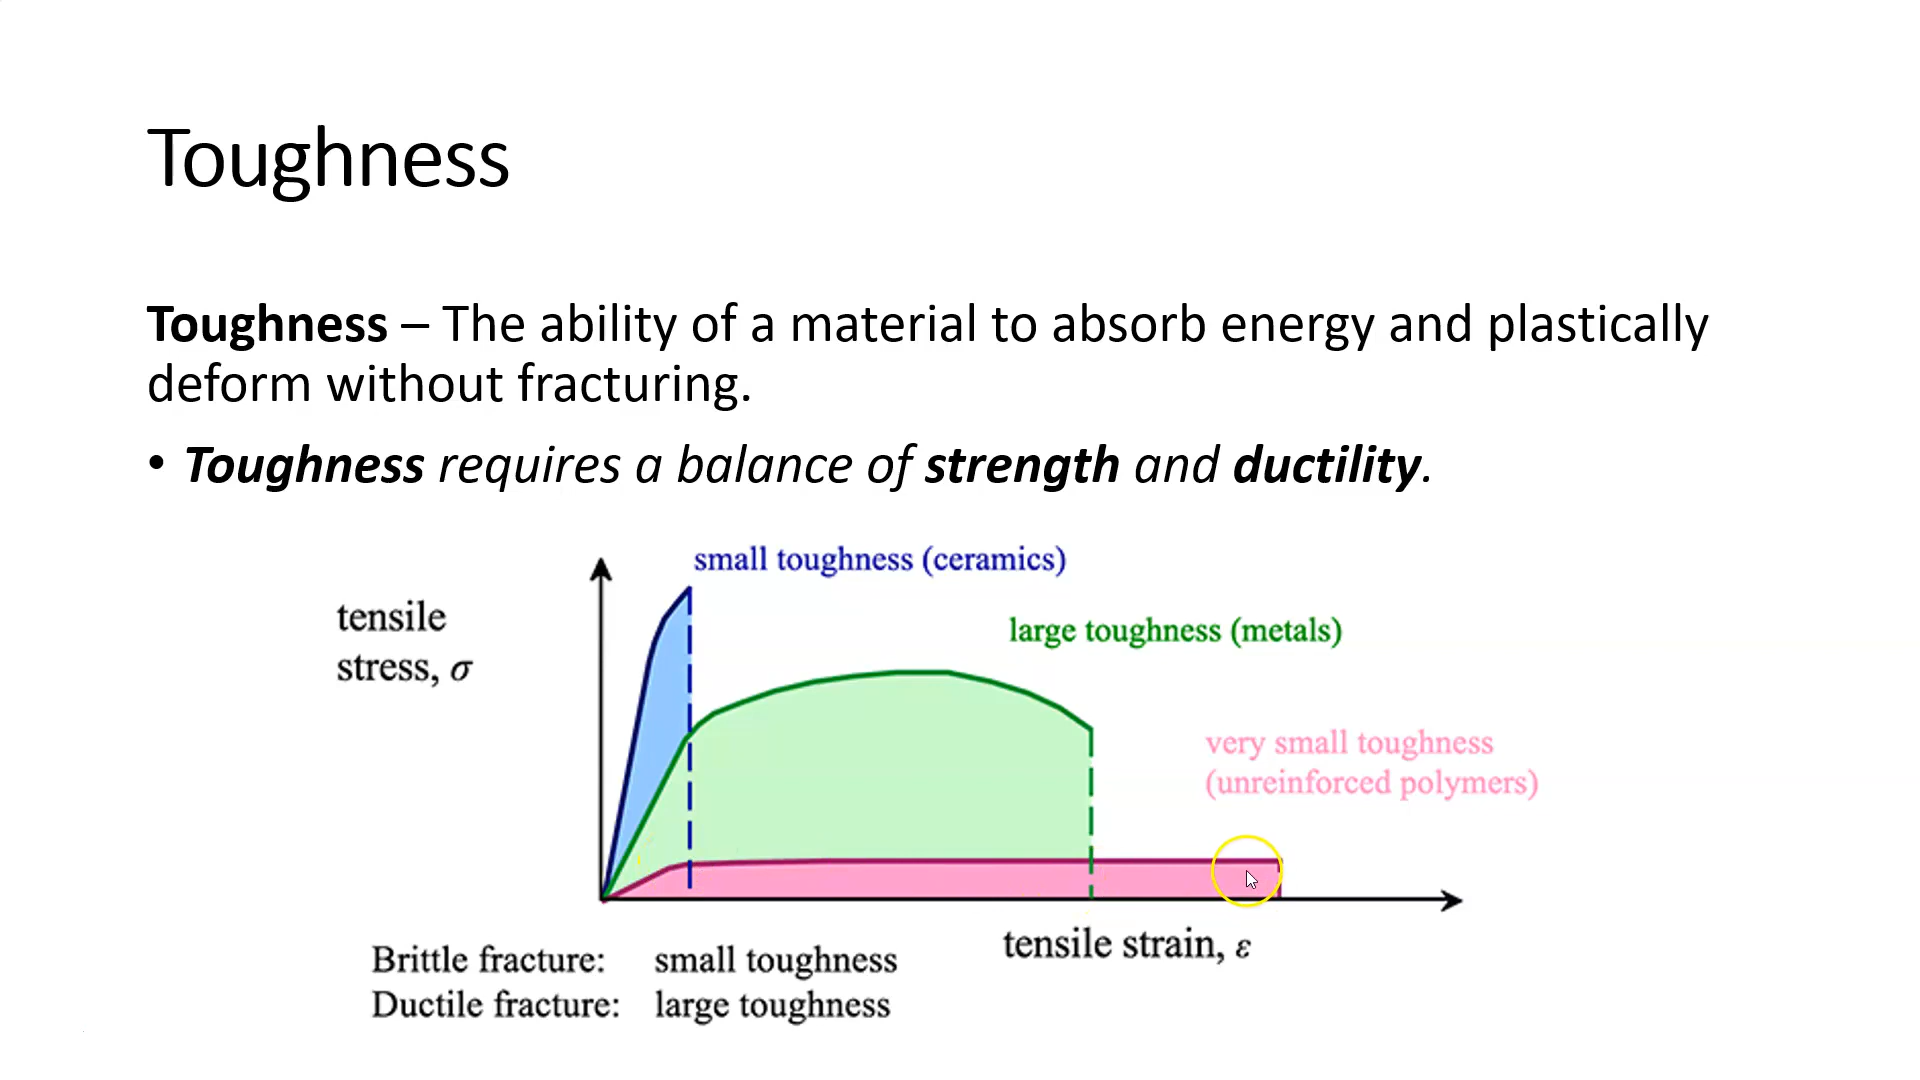 Toughness
Toughness – The ability of a material to absorb energy and plastically
deform without fracturing.
• Toughness requires a balance of strength and ductility.
small toughness (ceramics)
tensile
stress, σ
large toughness (metals)
very small toughness
(unreinforced polymers)
tensile strain, ε
Brittle fracture: small toughness
Ductile fracture: large toughness